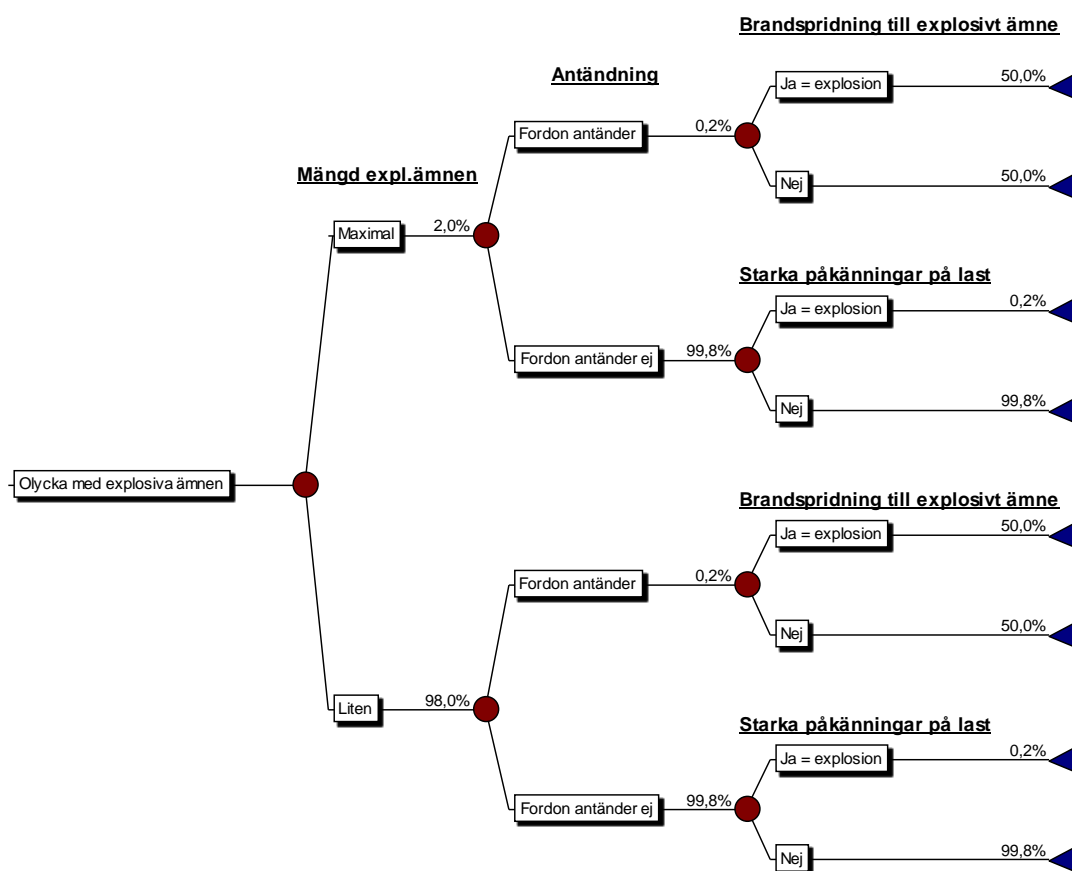 Brandspridning till explosivt ämne
Ja = explosion 50,0%
Antändning
Fordon antänder 0,2%
Nej 50,0%
Mängd expl.ämnen
Maximal 2,0%
Starka påkänningar på last
Ja = explosion 0,2%
Fordon antänder ej 99,8%
Nej 99,8%
Olycka med explosiva ämnen
Brandspridning till explosivt ämne
Ja = explosion 50,0%
Fordon antänder 0,2%
Nej 50,0%
Liten 98,0%
Starka påkänningar på last
Ja = explosion 0,2%
Fordon antänder ej 99,8%
Nej 99,8%